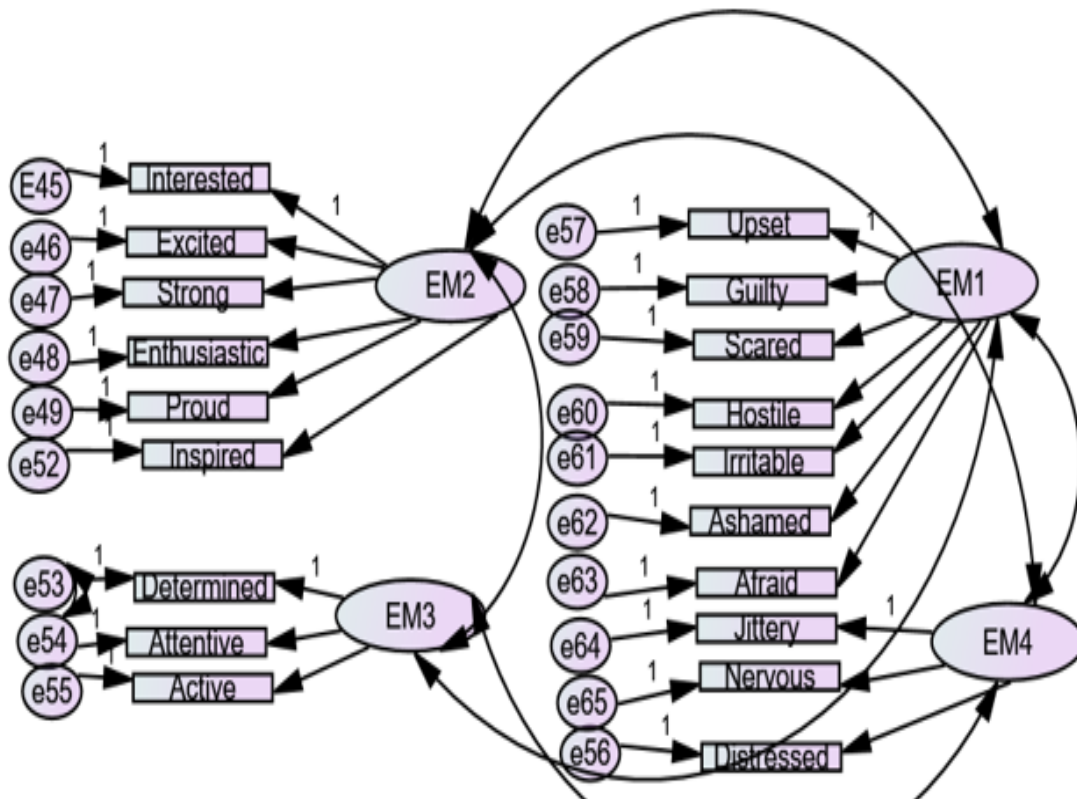 1
E45 Interested
1
1
e46 Excited
1
e47 Strong
EM2
1
e48 Enthusiastic
1
e49 Proud
1
e52 Inspired
1
e53 Determined
1
EM3
1
e54 Attentive
1
e55 Active
1
e57 Upset
1
1
e58 Guilty
EM1
1
e59 Scared
1
e60 Hostile
1
e61 Irritable
1
e62 Ashamed
1
e63 Afraid
1
e64 Jittery
1
EM4
1
e65 Nervous
1
e56 Distressed